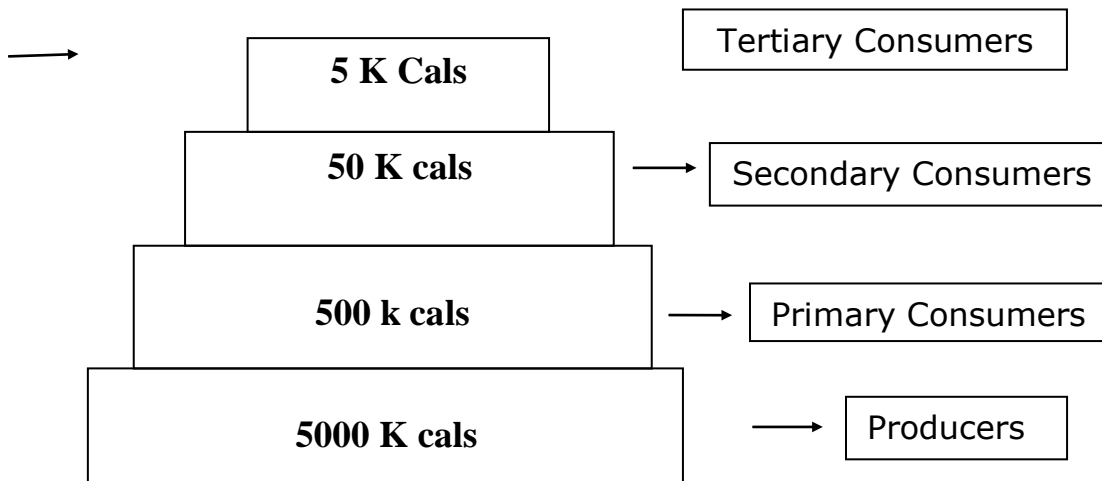 5 K Cals
Tertiary Consumers
50 K cals
Secondary Consumers
500 k cals
Primary Consumers
5000 K cals
Producers